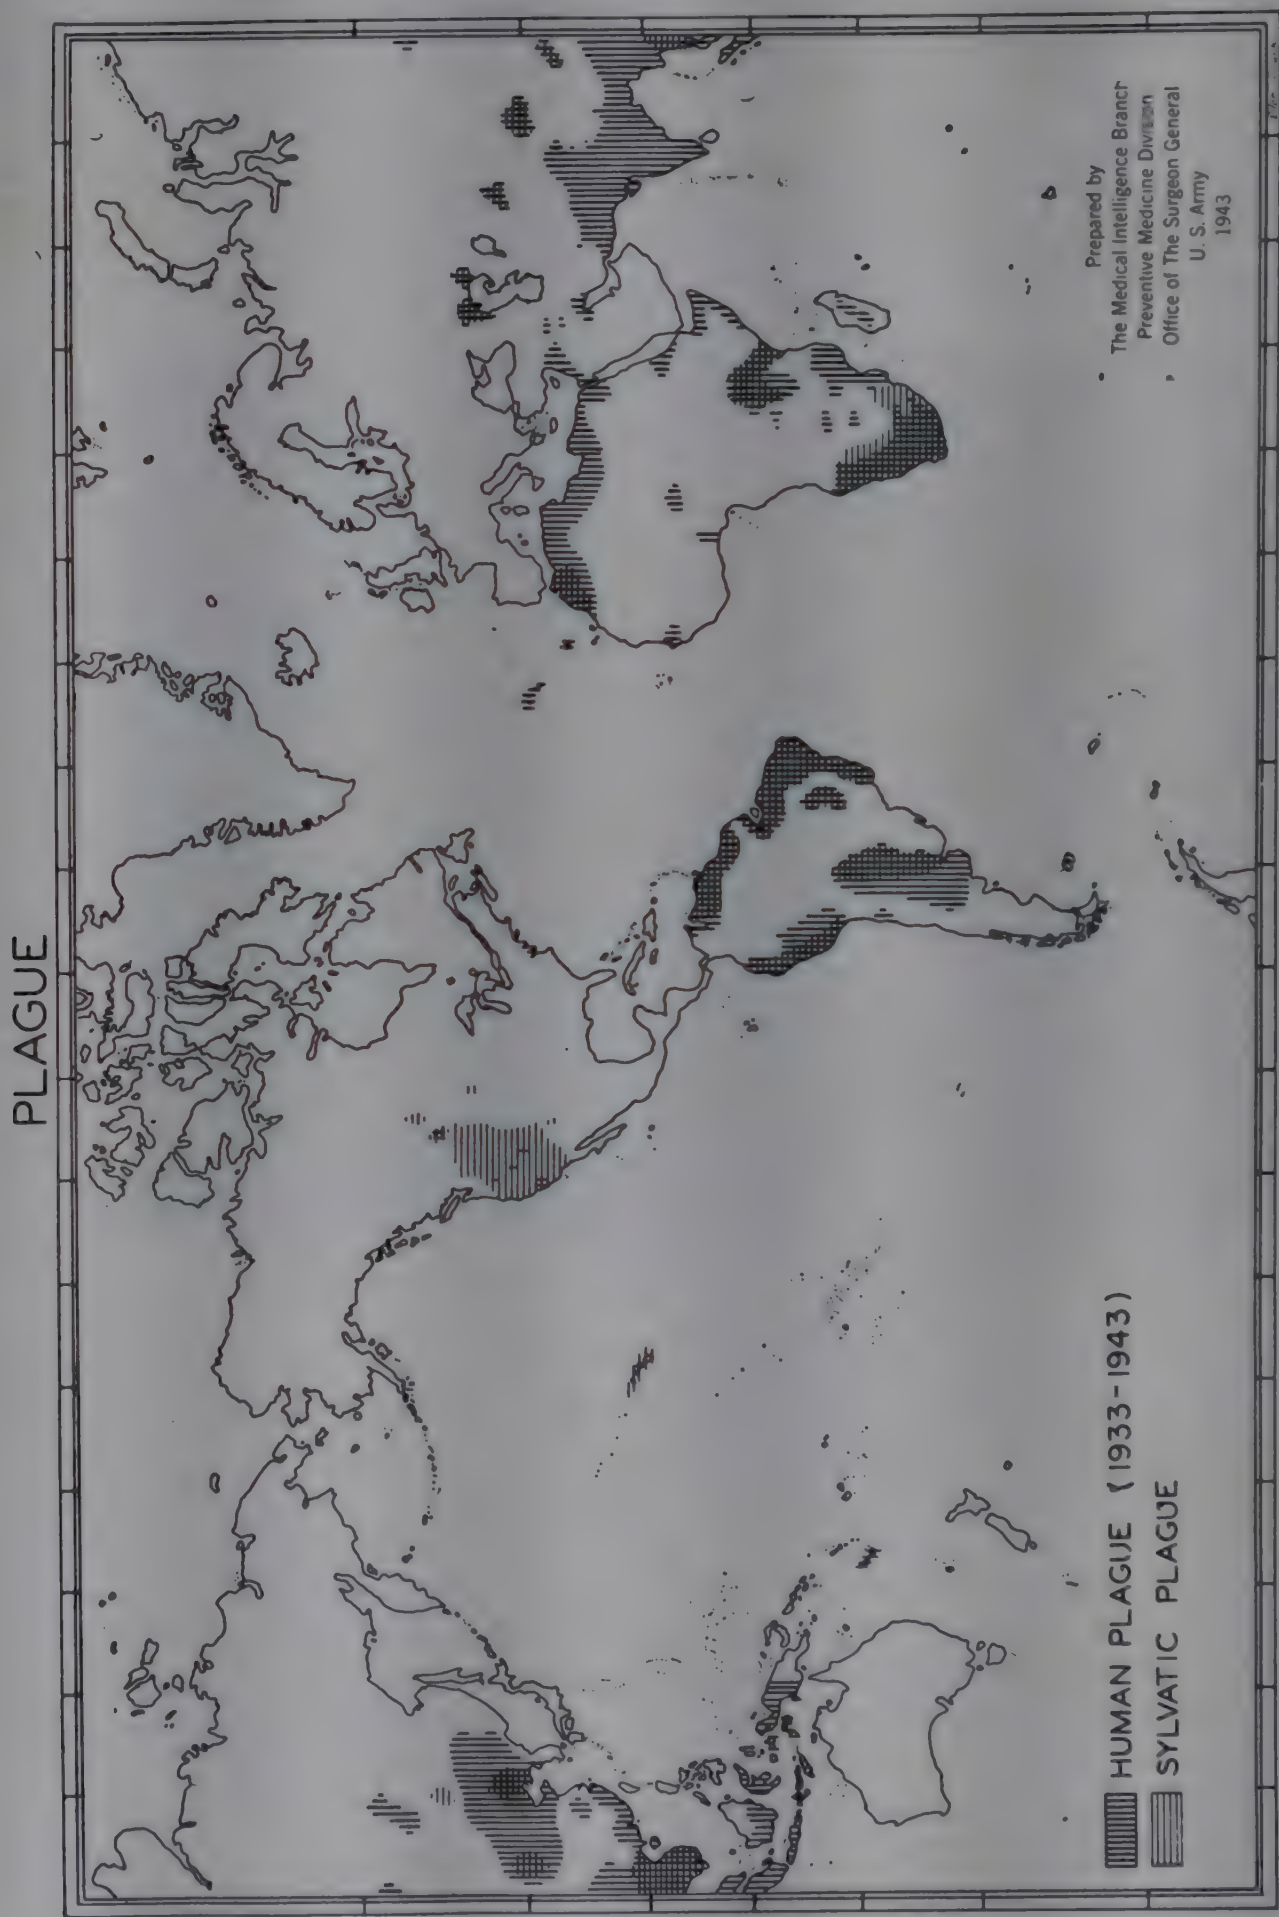 PLAGUE
Prepared by
The Medical Intelligence Branch
Preventive Medicine Division
Office of The Surgeon General
U. S. Army
1943
HUMAN PLAGUE (1933-1943)
SYLVATIC PLAGUE